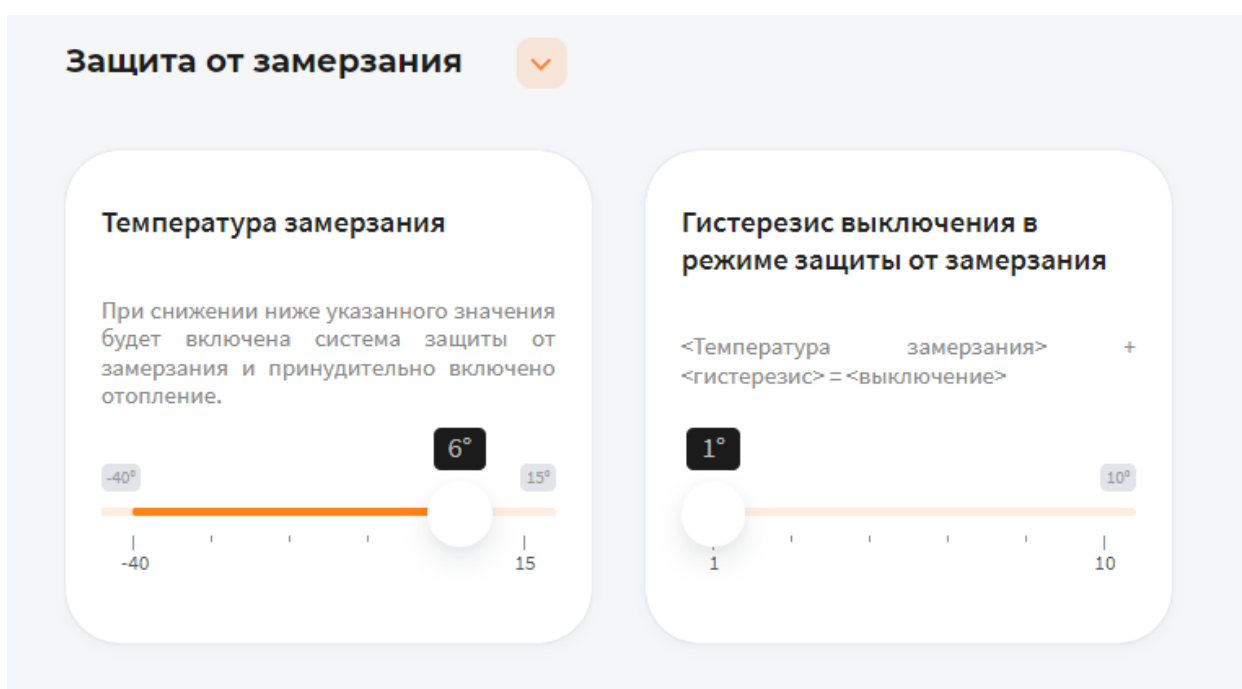 Защита от замерзания
Температура замерзания
При снижении ниже указанного значения
будет включена система защиты от
замерзания и принудительно включено
отопление.
6°
-40°
15°
-40
15
Гистерезис выключения в
режиме защиты от замерзания
<Температура замерзания> +
<гистерезис> = <выключение>
1°
10°
1
10